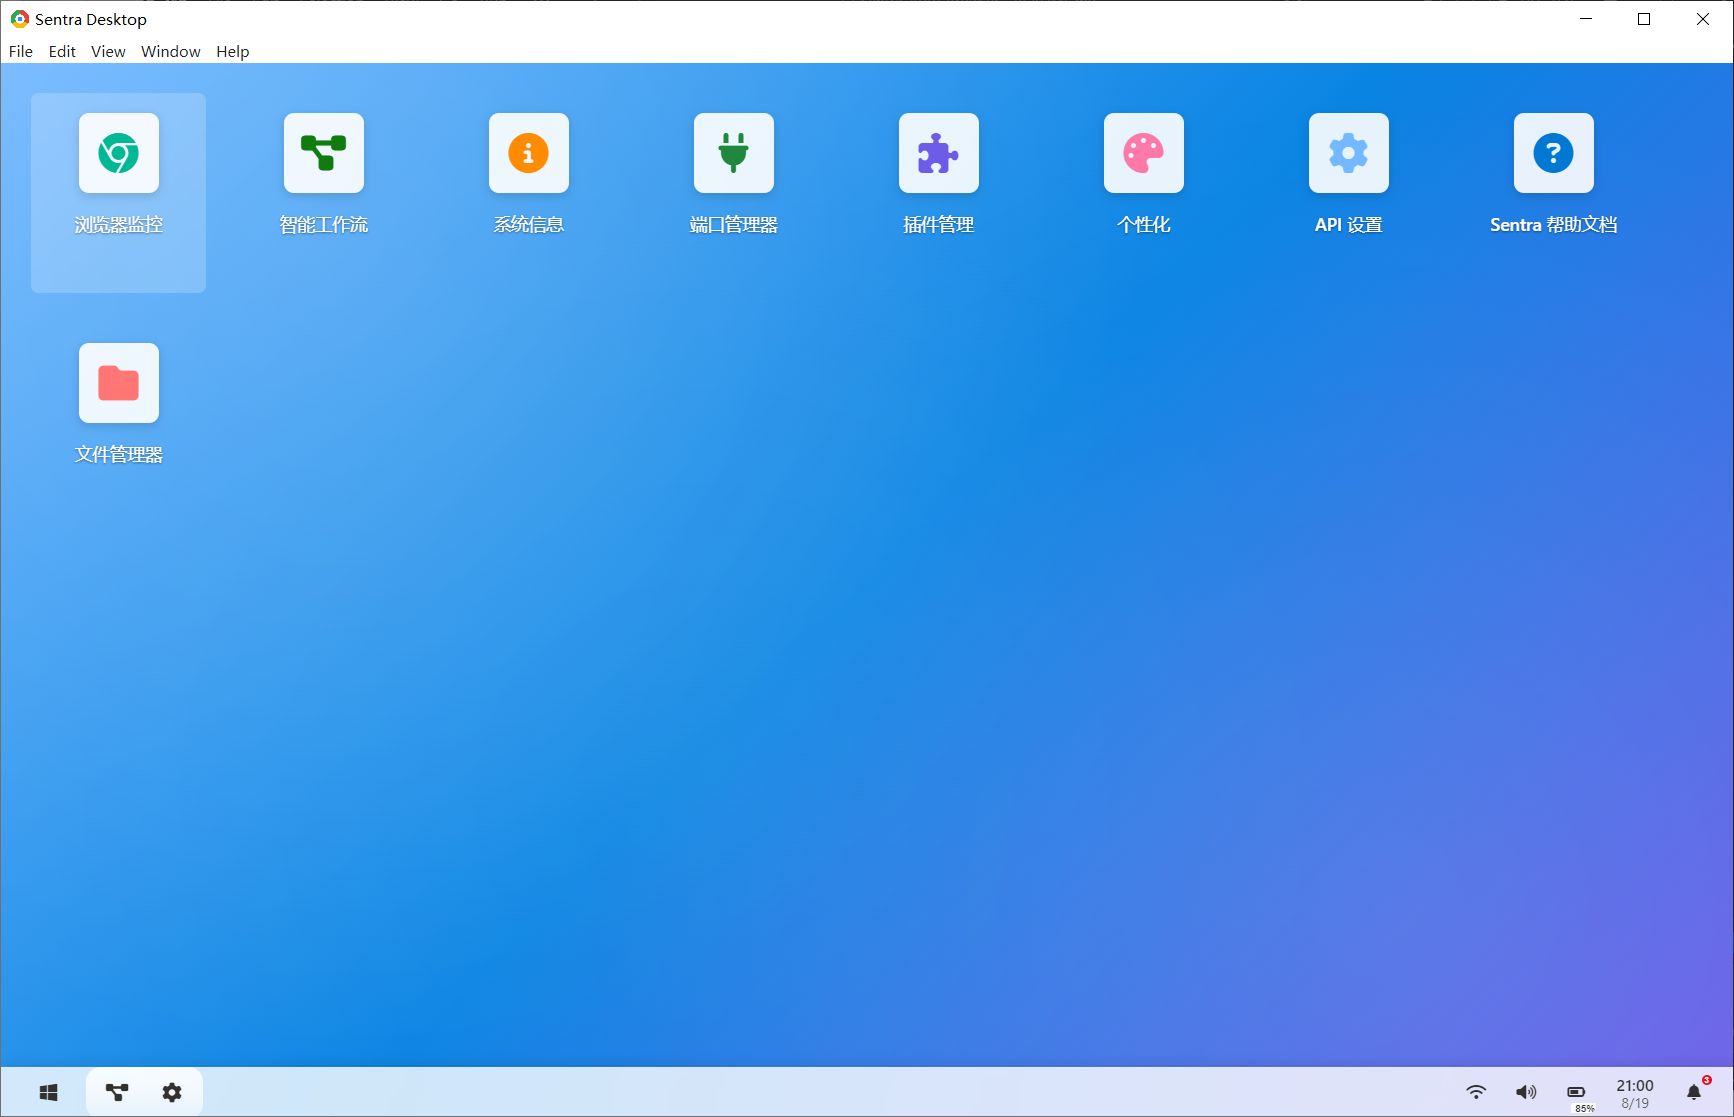 Sentra Desktop
File Edit View Window Help
浏览器监控
智能工作流
系统信息
端口管理器
插件管理
个性化
API 设置
Sentra 帮助文档
文件管理器
85%
21:00
8/19
3